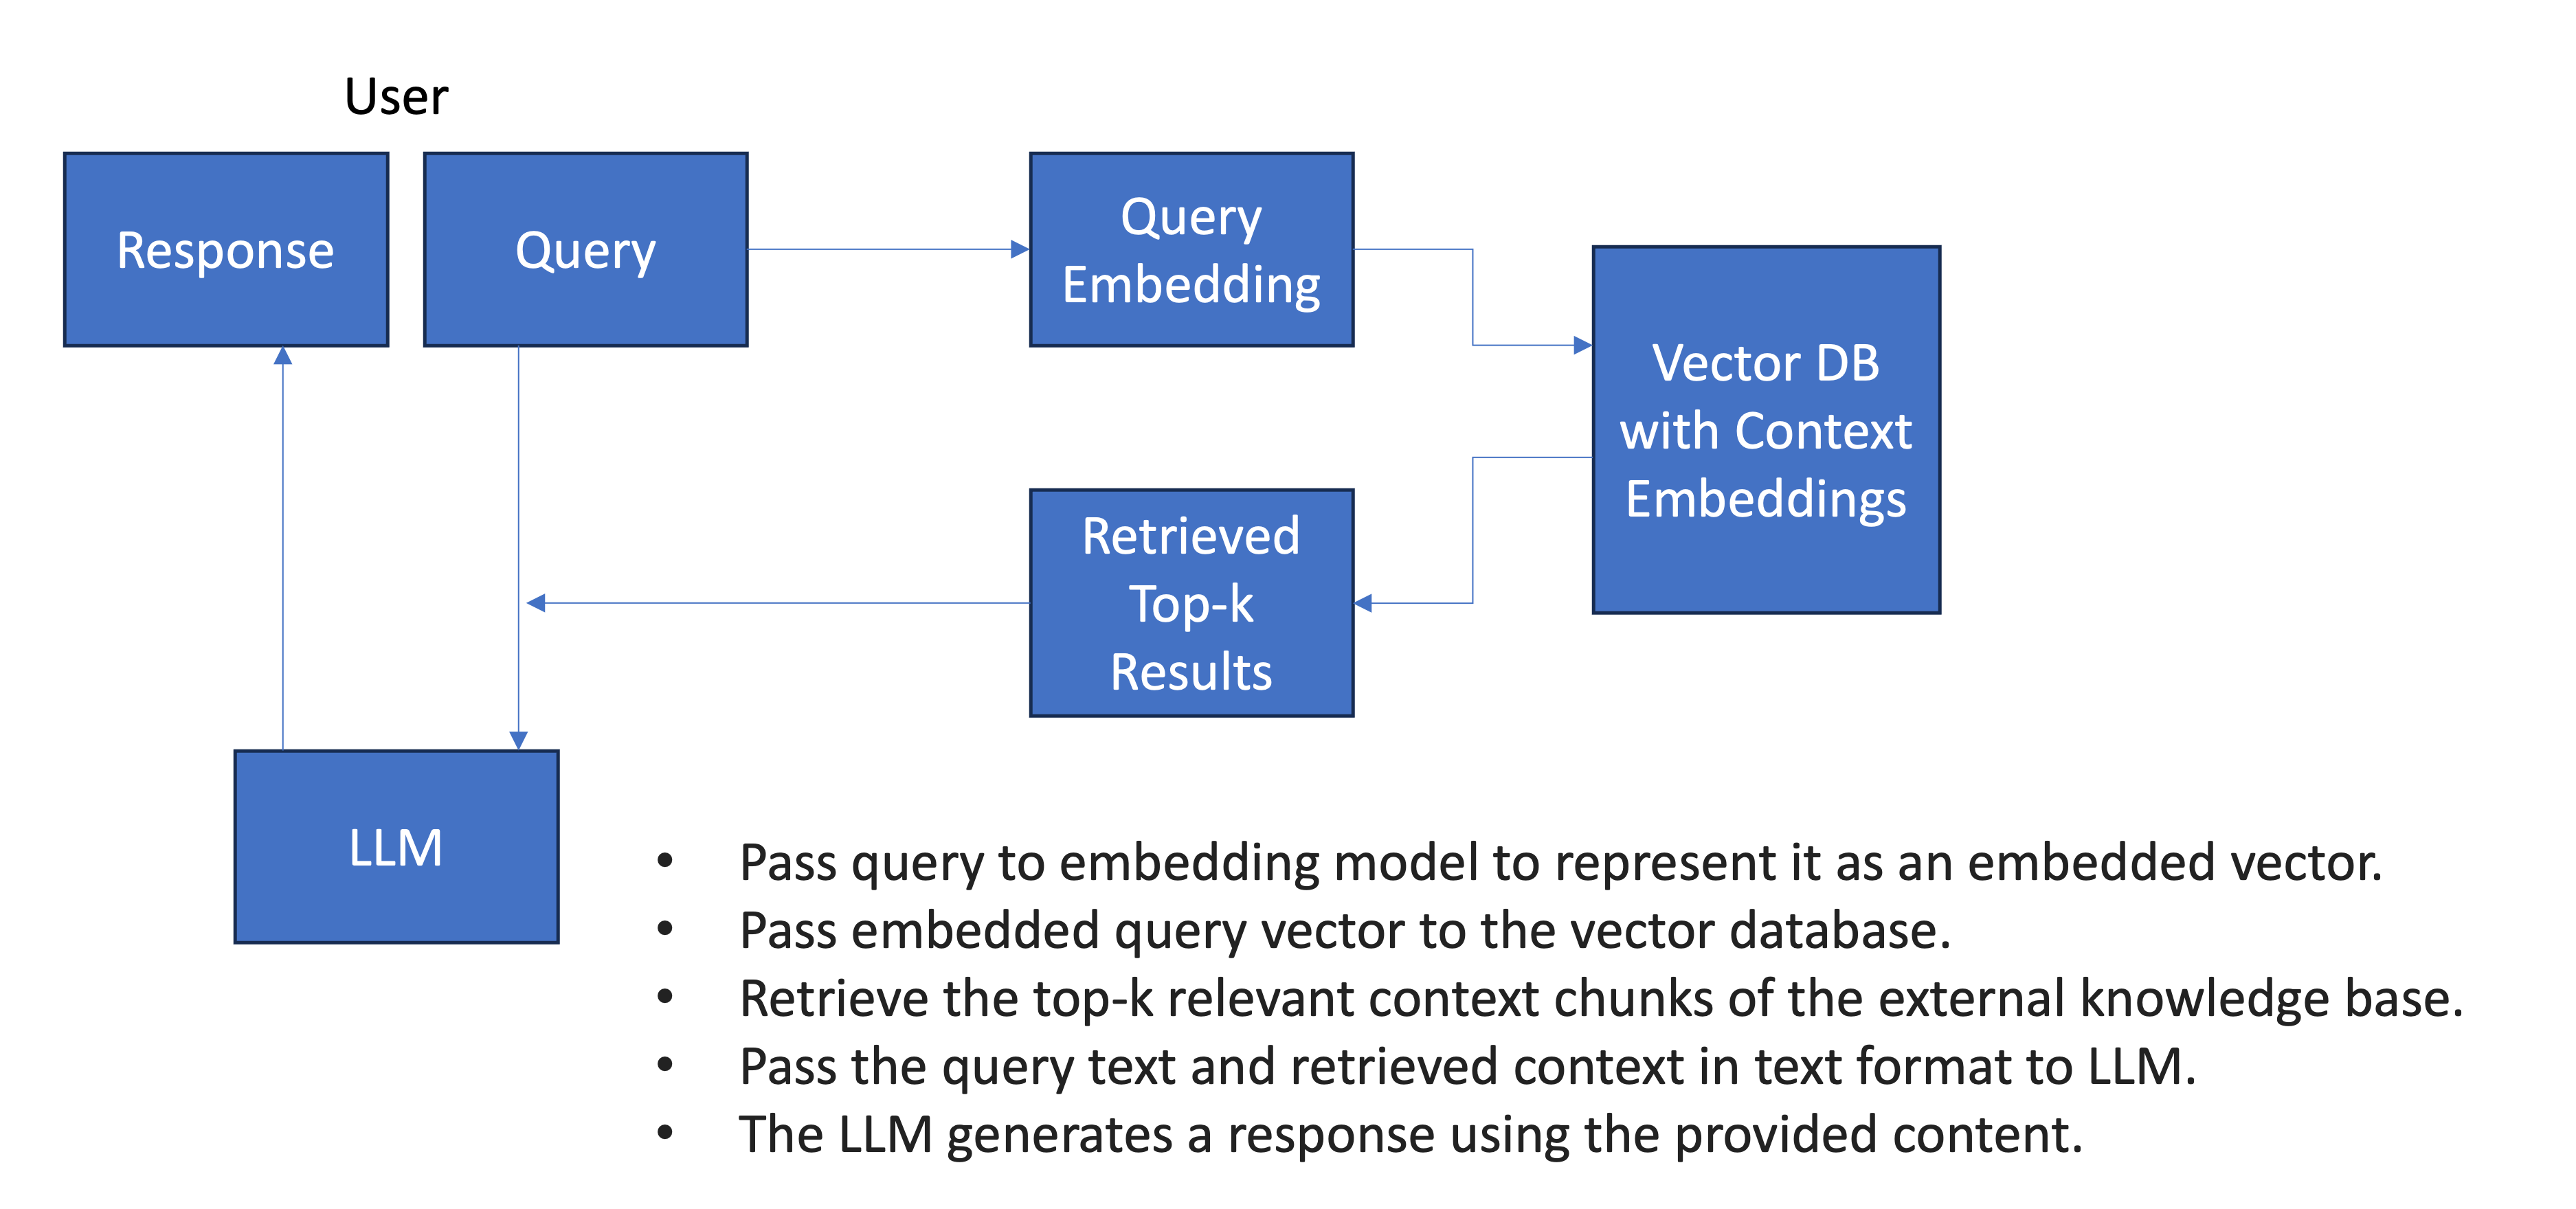 User
Response
Query
Query
Embedding
Vector DB
with Context
Embeddings
Retrieved
Top-k
Results
LLM
• Pass query to embedding model to represent it as an embedded vector.
• Pass embedded query vector to the vector database.
• Retrieve the top-k relevant context chunks of the external knowledge base.
• Pass the query text and retrieved context in text format to LLM.
• The LLM generates a response using the provided content.